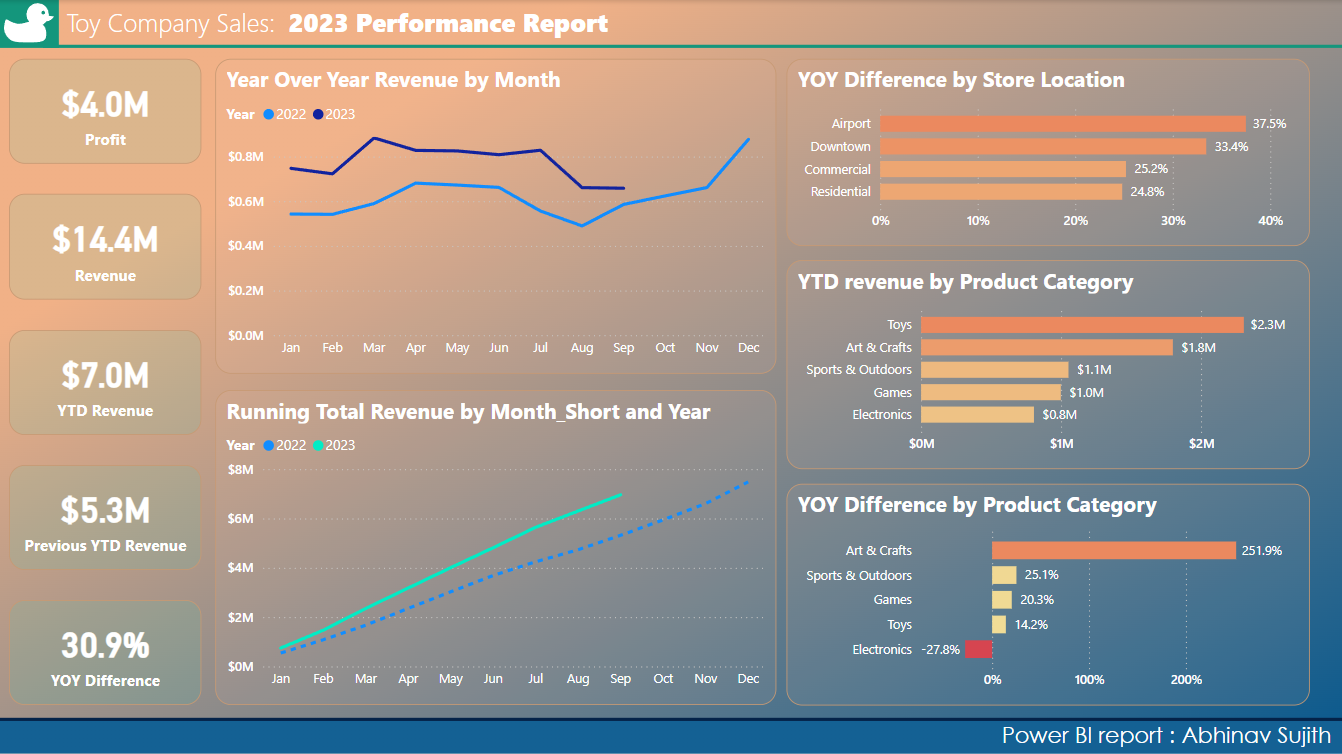 Toy Company Sales: 2023 Performance Report
$4.0M
Profit
$14.4M
Revenue
$7.0M
YTD Revenue
$5.3M
Previous YTD Revenue
30.9%
YOY Difference
Year Over Year Revenue by Month
Year 2022 2023
$0.8M
$0.6M
$0.4M
$0.2M
$0.0M
Jan Feb Mar Apr May Jun Jul Aug Sep Oct Nov Dec
Running Total Revenue by Month_Short and Year
Year 2022 2023
$8M
$6M
$4M
$2M
$0M
Jan Feb Mar Apr May Jun Jul Aug Sep Oct Nov Dec
YOY Difference by Store Location
Airport 37.5%
Downtown 33.4%
Commercial 25.2%
Residential 24.8%
0% 10% 20% 30% 40%
YTD revenue by Product Category
Toys $2.3M
Art & Crafts $1.8M
Sports & Outdoors $1.1M
Games $1.0M
Electronics $0.8M
$0M $1M $2M
YOY Difference by Product Category
Art & Crafts 251.9%
Sports & Outdoors 25.1%
Games 20.3%
Toys 14.2%
Electronics -27.8%
0% 100% 200%
Power BI report : Abhinav Sujith